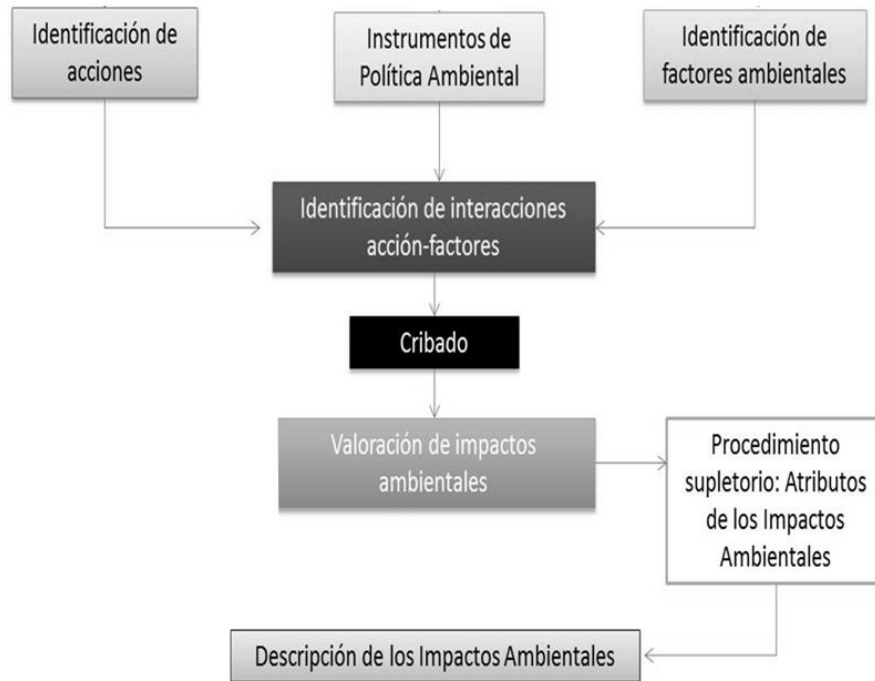 Identificación de
acciones
Instrumentos de
Política Ambiental
Identificación de
factores ambientales
Identificación de interacciones
acción-factores
Cribado
Valoración de impactos
ambientales
Procedimiento
supletorio: Atributos
de los Impactos
Ambientales
Descripción de los Impactos Ambientales